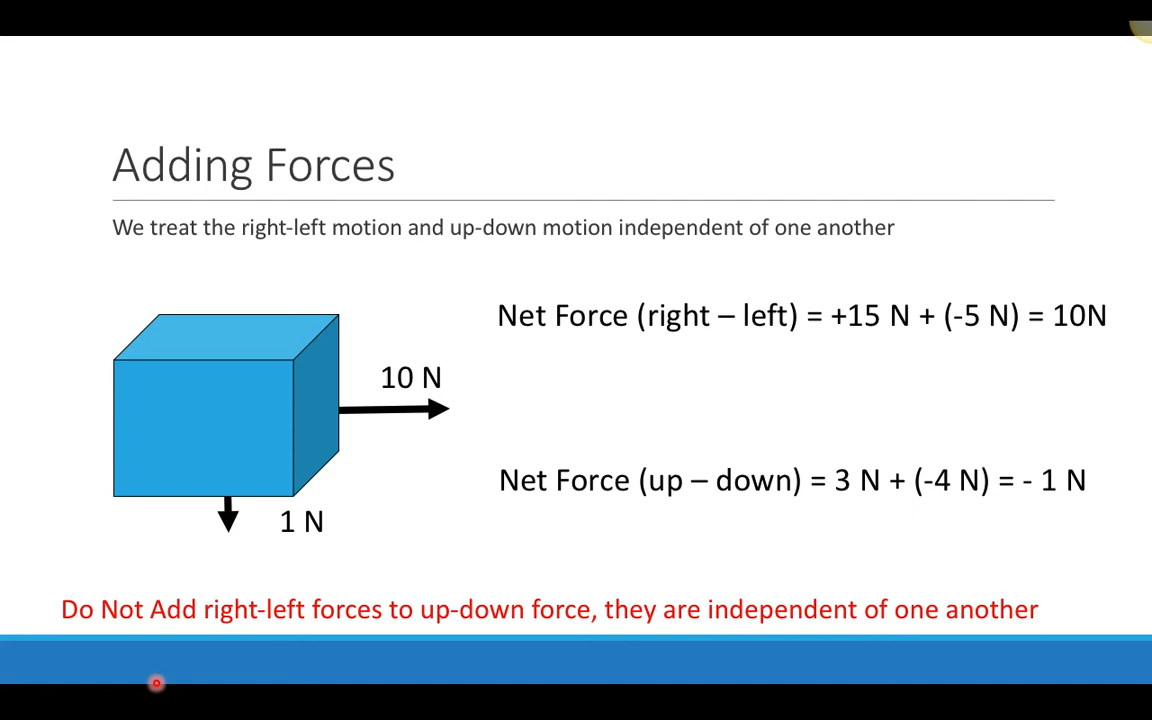 Adding Forces
We treat the right-left motion and up-down motion independent of one another
Net Force (right – left) = +15 N + (-5 N) = 10N
10 N
Net Force (up – down) = 3 N + (-4 N) = - 1 N
1 N
Do Not Add right-left forces to up-down force, they are independent of one another